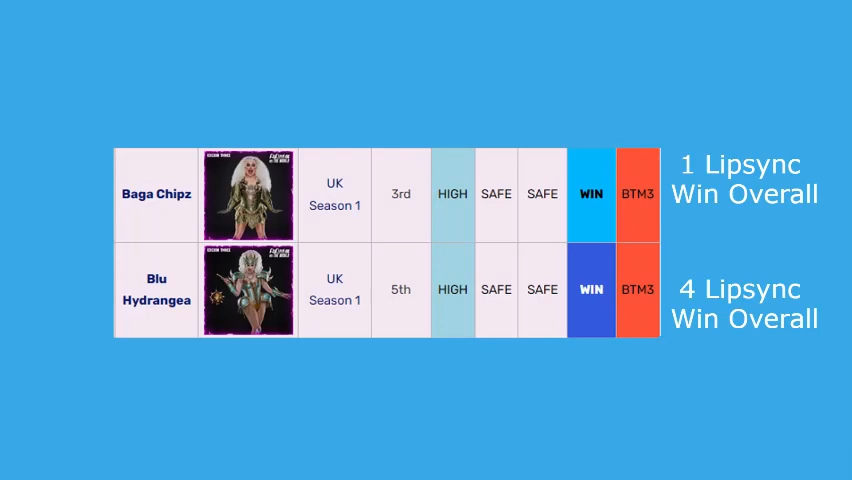 Baga Chipz
UK
Season 1
3rd
HIGH
SAFE
SAFE
WIN
BTM3
1 Lipsync
Win Overall
Blu
Hydrangea
UK
Season 1
5th
HIGH
SAFE
SAFE
WIN
BTM3
4 Lipsync
Win Overall